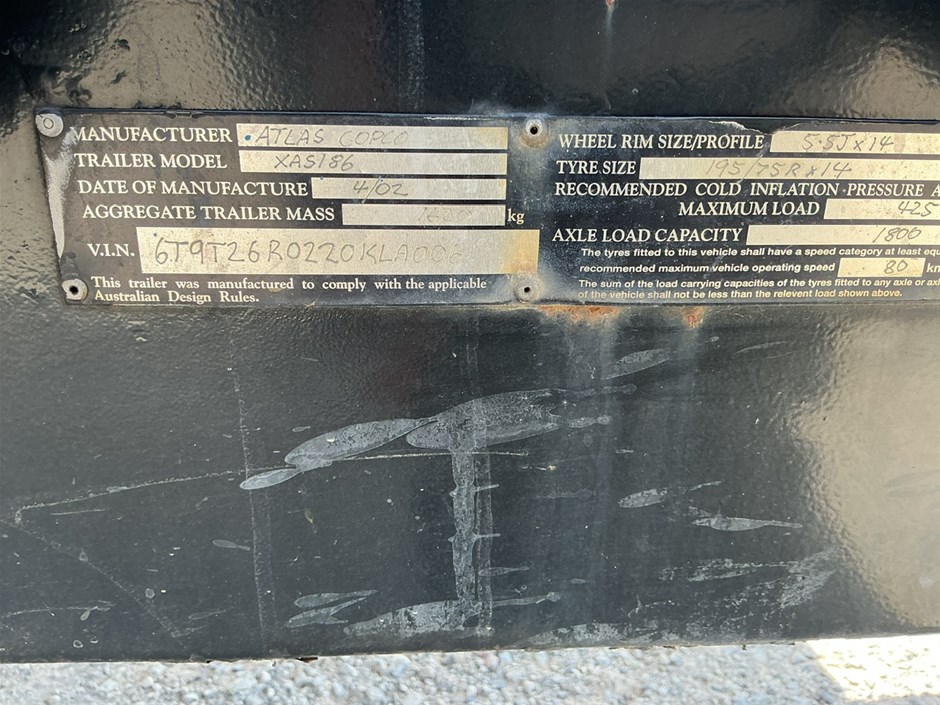 MANUFACTURER ATLAS COPCO
TRAILER MODEL XAS186
DATE OF MANUFACTURE 4/02
AGGREGATE TRAILER MASS kg
V.I.N. 6T9T26R0220KLA00
This trailer was manufactured to comply with the applicable
Australian Design Rules.
WHEEL RIM SIZE/PROFILE 5·5J x 14
TYRE SIZE 195/75R x 14
RECOMMENDED COLD INFLATION PRESSURE
MAXIMUM LOAD 425
AXLE LOAD CAPACITY 1800
The tyres fitted to this vehicle shall have a speed category at least
recommended maximum vehicle operating speed 80
The sum of the load carrying capacities of the tyres fitted to any axle or
of the vehicle shall not be less than the relevent load shown above.